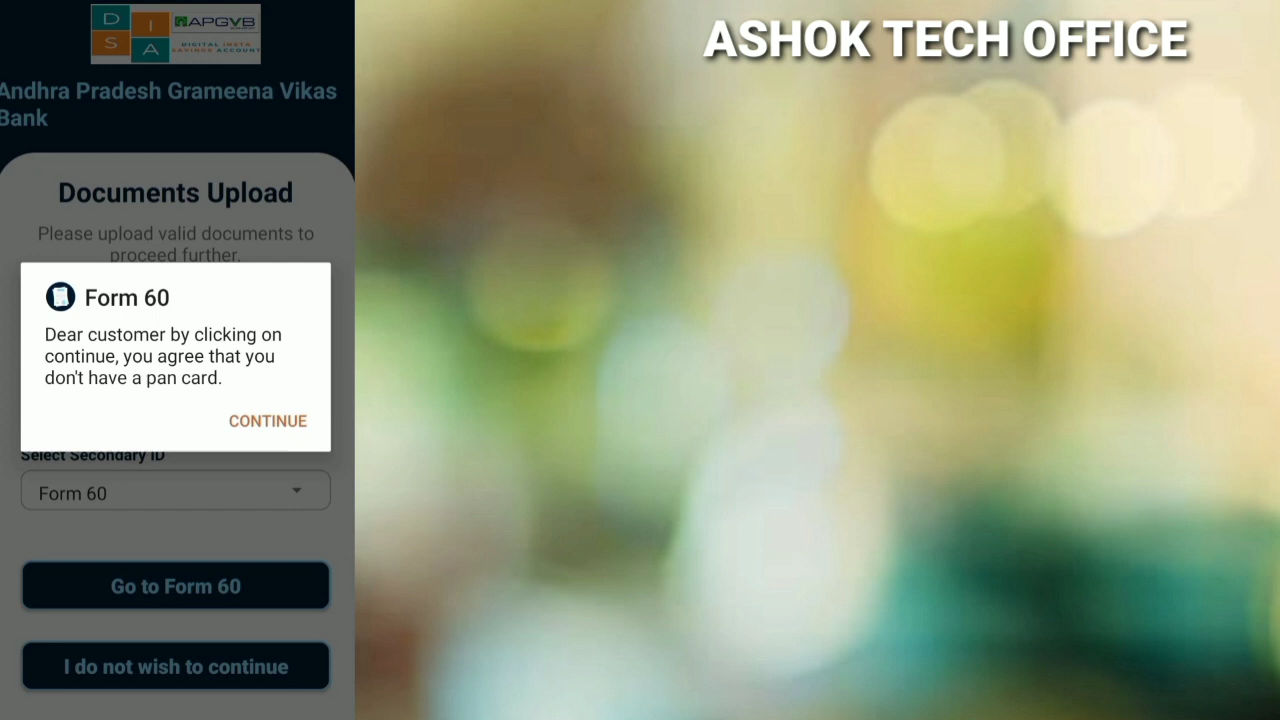 D
I
S
A
APGVB
DIGITAL INSTA
SAVINGS ACCOUNT
Andhra Pradesh Grameena Vikas
Bank
Documents Upload
Please upload valid documents to
proceed further.
Form 60
Dear customer by clicking on
continue, you agree that you
don't have a pan card.
CONTINUE
Select Secondary ID
Form 60
Go to Form 60
I do not wish to continue
ASHOK TECH OFFICE